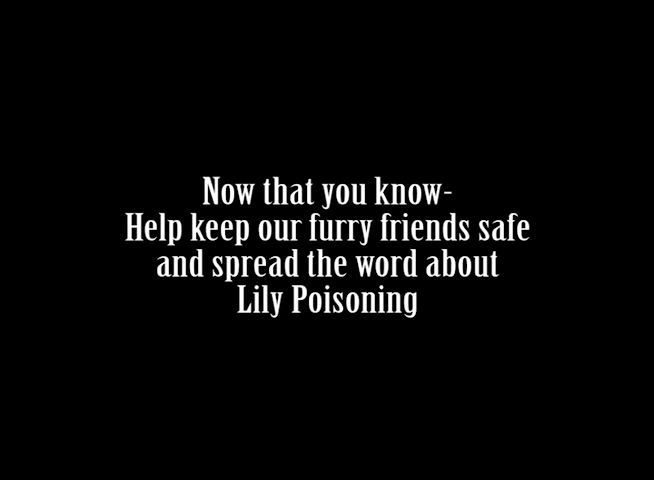 Now that you know-
Help keep our furry friends safe
and spread the word about
Lily Poisoning